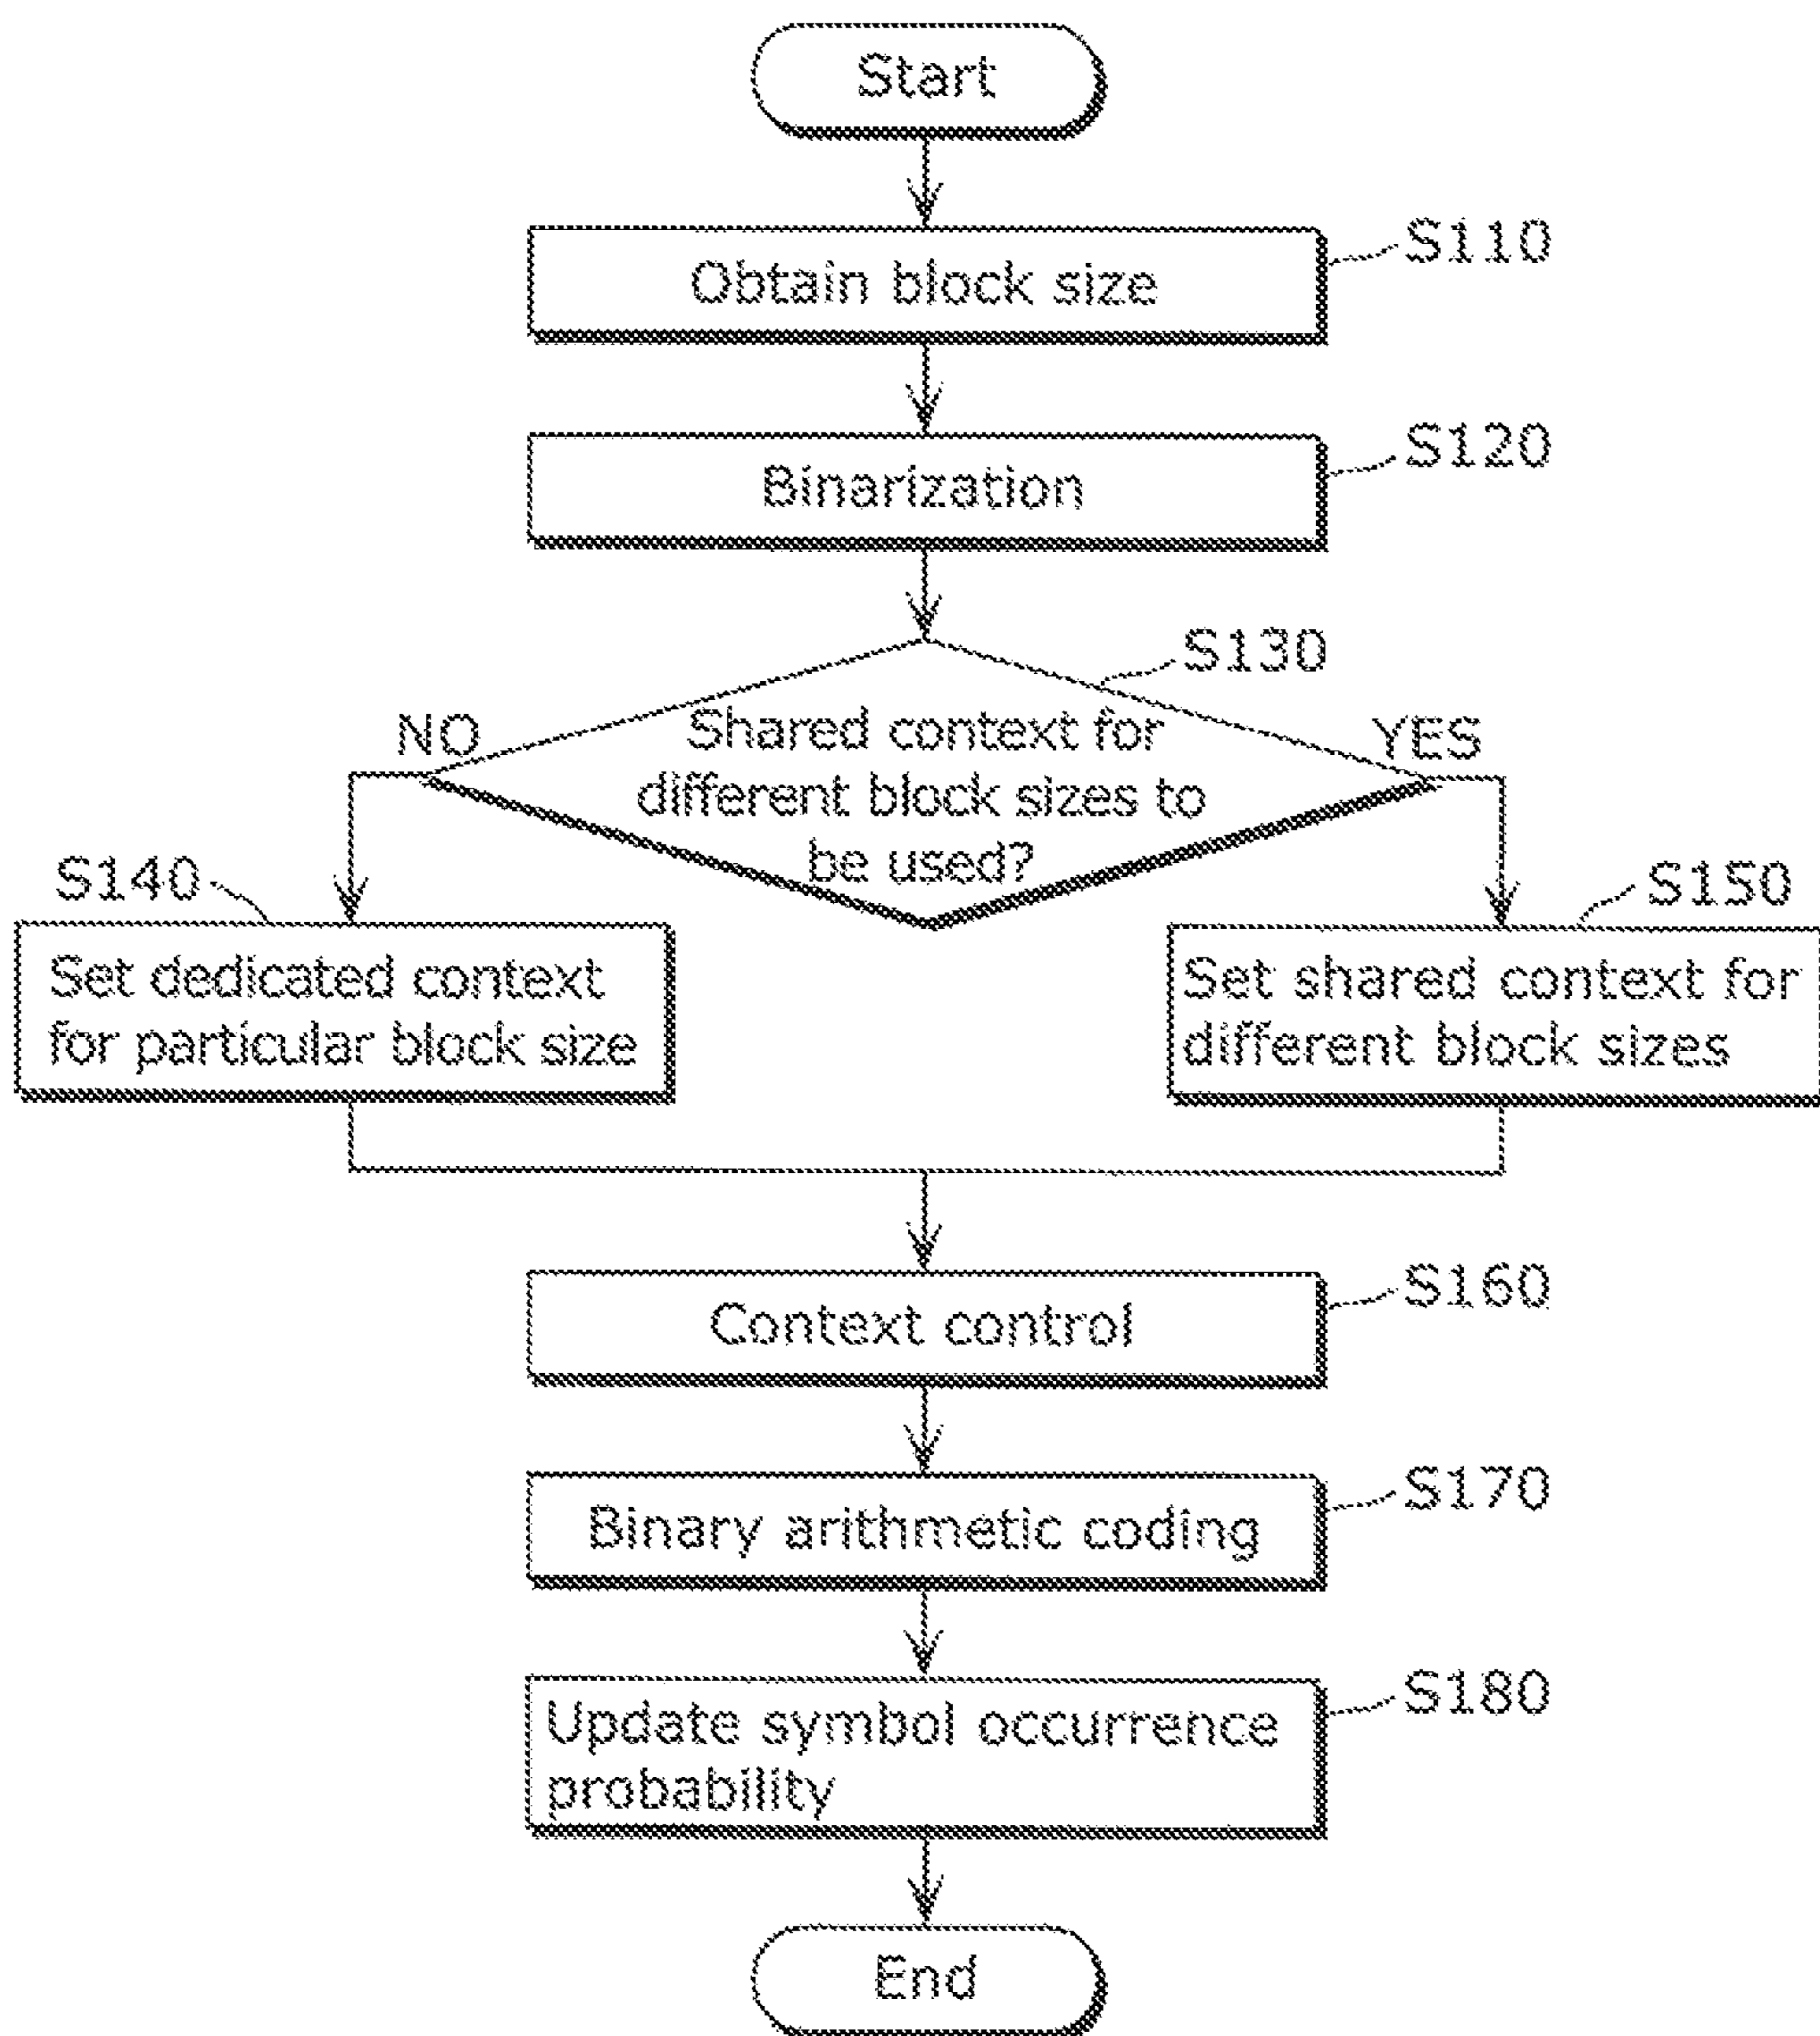 Start
Obtain block size
S110
Binarization
S120
S130
NO
Shared context for
different block sizes to
be used?
YES
S140
Set dedicated context
for particular block size
S150
Set shared context for
different block sizes
Context control
S160
Binary arithmetic coding
S170
Update symbol occurrence
probability
S180
End